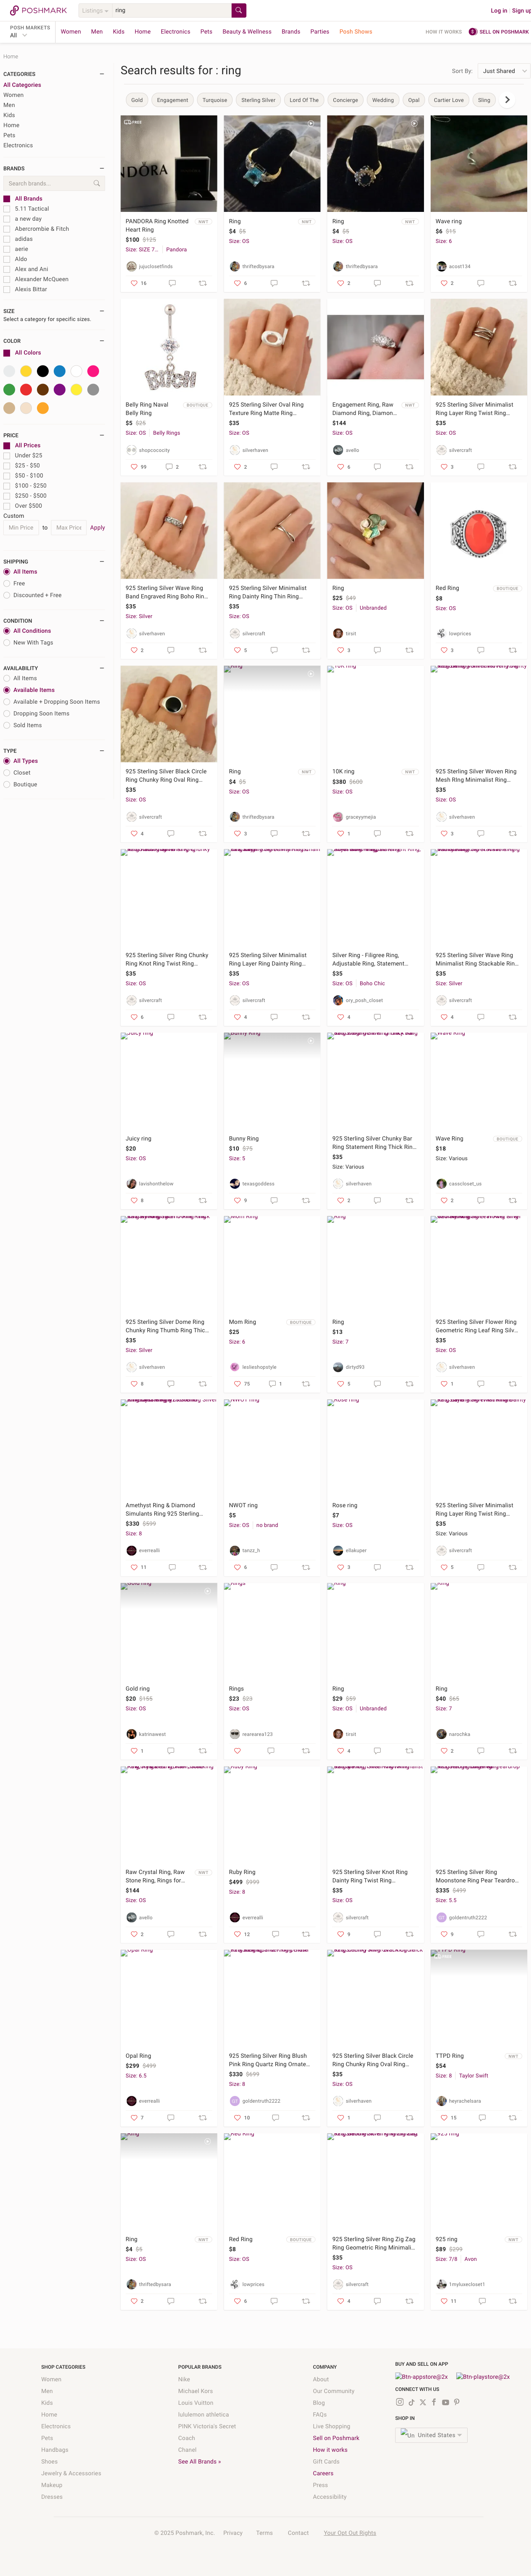 POSHMARK
Listings
ring
Log in
Sign up
POSH MARKETS
All
Women
Men
Kids
Home
Electronics
Pets
Beauty & Wellness
Brands
Parties
Posh Shows
HOW IT WORKS
SELL ON POSHMARK
Home
Search results for : ring
Sort By:
Just Shared
Gold
Engagement
Turquoise
Sterling Silver
Lord Of The
Concierge
Wedding
Opal
Cartier Love
Sling
CATEGORIES
All Categories
Women
Men
Kids
Home
Pets
Electronics
BRANDS
Search brands...
All Brands
5.11 Tactical
a new day
Abercrombie & Fitch
adidas
aerie
Aldo
Alex and Ani
Alexander McQueen
Alexis Bittar
SIZE
Select a category for specific sizes.
COLOR
All Colors
PRICE
All Prices
Under $25
$25 - $50
$50 - $100
$100 - $250
$250 - $500
Over $500
Custom
Min Price
to
Max Price
Apply
SHIPPING
All Items
Free
Discounted + Free
CONDITION
All Conditions
New With Tags
AVAILABILITY
All Items
Available Items
Available + Dropping Soon Items
Dropping Soon Items
Sold Items
TYPE
All Types
Closet
Boutique
PANDORA Ring Knotted Heart Ring
NWT
$100 $125
Size: SIZE 7...
Pandora
jujuclosetfinds
16
Ring
NWT
$4 $5
Size: OS
thriftedbysara
6
Ring
NWT
$4 $5
Size: OS
thriftedbysara
2
Wave ring
$6 $15
Size: 6
acost134
2
Belly Ring Naval Belly Ring
BOUTIQUE
$5 $25
Size: OS
Belly Rings
shopcococity
99
2
925 Sterling Silver Oval Ring Texture Ring Matte Ring...
$35
Size: OS
silverhaven
2
Engagement Ring, Raw Diamond Ring, Diamon...
NWT
$144
Size: OS
avello
6
925 Sterling Silver Minimalist Ring Layer Ring Twist Ring...
$35
Size: OS
silvercraft
3
925 Sterling Silver Wave Ring Band Engraved Ring Boho Rin...
$35
Size: Silver
silverhaven
2
925 Sterling Silver Minimalist Ring Dainty Ring Thin Ring...
$35
Size: OS
silvercraft
5
Ring
$25 $49
Size: OS
Unbranded
tirsit
3
Red Ring
BOUTIQUE
$8
Size: OS
lowprices
3
925 Sterling Silver Black Circle Ring Chunky Ring Oval Ring...
$35
Size: OS
silvercraft
4
Ring
NWT
$4 $5
Size: OS
thriftedbysara
3
10K ring
NWT
$380 $600
Size: OS
graceyymejia
1
925 Sterling Silver Woven Ring Mesh RIng Minimalist Ring...
$35
Size: OS
silverhaven
3
925 Sterling Silver Ring Chunky Ring Knot Ring Twist Ring...
$35
Size: OS
silvercraft
6
925 Sterling Silver Minimalist Ring Layer Ring Dainty Ring...
$35
Size: OS
silvercraft
4
Silver Ring - Filigree Ring, Adjustable Ring, Statement...
$35
Size: OS
Boho Chic
ory_posh_closet
4
925 Sterling Silver Wave Ring Minimalist Ring Stackable Rin...
$35
Size: Silver
silvercraft
4
Juicy ring
$20
Size: OS
lavishonthelow
8
Bunny Ring
$10 $75
Size: 5
texasgoddess
9
925 Sterling Silver Chunky Bar Ring Statement Ring Thick Rin...
$35
Size: Various
silverhaven
2
Wave Ring
BOUTIQUE
$18
Size: Various
casscloset_us
2
925 Sterling Silver Dome Ring Chunky Ring Thumb Ring Thic...
$35
Size: Silver
silverhaven
8
Mom Ring
BOUTIQUE
$25
Size: 6
leslieshopstyle
75
1
Ring
$13
Size: 7
dirtyd93
5
925 Sterling Silver Flower Ring Geometric Ring Leaf Ring Silv...
$35
Size: OS
silverhaven
1
Amethyst Ring & Diamond Simulants Ring 925 Sterling...
$330 $699
Size: 8
everrealli
11
NWOT ring
$5
Size: OS
no brand
tanzz_h
6
Rose ring
$7
Size: OS
ellakuper
3
925 Sterling Silver Minimalist Ring Layer Ring Twist Ring...
$35
Size: Various
silvercraft
5
Gold ring
$20 $155
Size: OS
katnnawest
1
Rings
$23 $23
Size: OS
rearearea123
Ring
$29 $59
Size: OS
Unbranded
tirsit
4
Ring
$40 $65
Size: 7
narochka
2
Raw Crystal Ring, Raw Stone Ring, Rings for...
NWT
$144
Size: OS
avello
2
Ruby Ring
$499 $999
Size: 8
everrealli
12
925 Sterling Silver Knot Ring Dainty Ring Twist Ring...
$35
Size: OS
silvercraft
9
925 Sterling Silver Ring Moonstone Ring Pear Teardro...
$335 $499
Size: 5.5
goldentruth2222
9
Opal Ring
$299 $499
Size: 6.5
everrealli
7
925 Sterling Silver Ring Blush Pink Ring Quartz Ring Ornate...
$330 $699
Size: 8
goldentruth2222
10
925 Sterling Silver Black Circle Ring Chunky Ring Oval Ring...
$35
Size: OS
silverhaven
1
TTPD Ring
NWT
$54
Size: 8
Taylor Swift
heyrachelsara
15
Ring
NWT
$4 $5
Size: OS
thriftedbysara
2
Red Ring
BOUTIQUE
$8
Size: OS
lowprices
6
925 Sterling Silver Ring Zig Zag Ring Geometric Ring Minimali...
$35
Size: OS
silvercraft
4
925 ring
NWT
$89 $299
Size: 7/8
Avon
1myluxecloset1
11
SHOP CATEGORIES
Women
Men
Kids
Home
Electronics
Pets
Handbags
Shoes
Jewelry & Accessories
Makeup
Dresses
POPULAR BRANDS
Nike
Michael Kors
Louis Vuitton
lululemon athletica
PINK Victoria's Secret
Coach
Chanel
See All Brands »
COMPANY
About
Our Community
Blog
FAQs
Live Shopping
Sell on Poshmark
How it works
Gift Cards
Careers
Press
Accessibility
BUY AND SELL ON APP
Btn-appstore@2x
Btn-playstore@2x
CONNECT WITH US
SHOP IN
United States
© 2025 Poshmark, Inc.
Privacy
Terms
Contact
Your Opt Out Rights